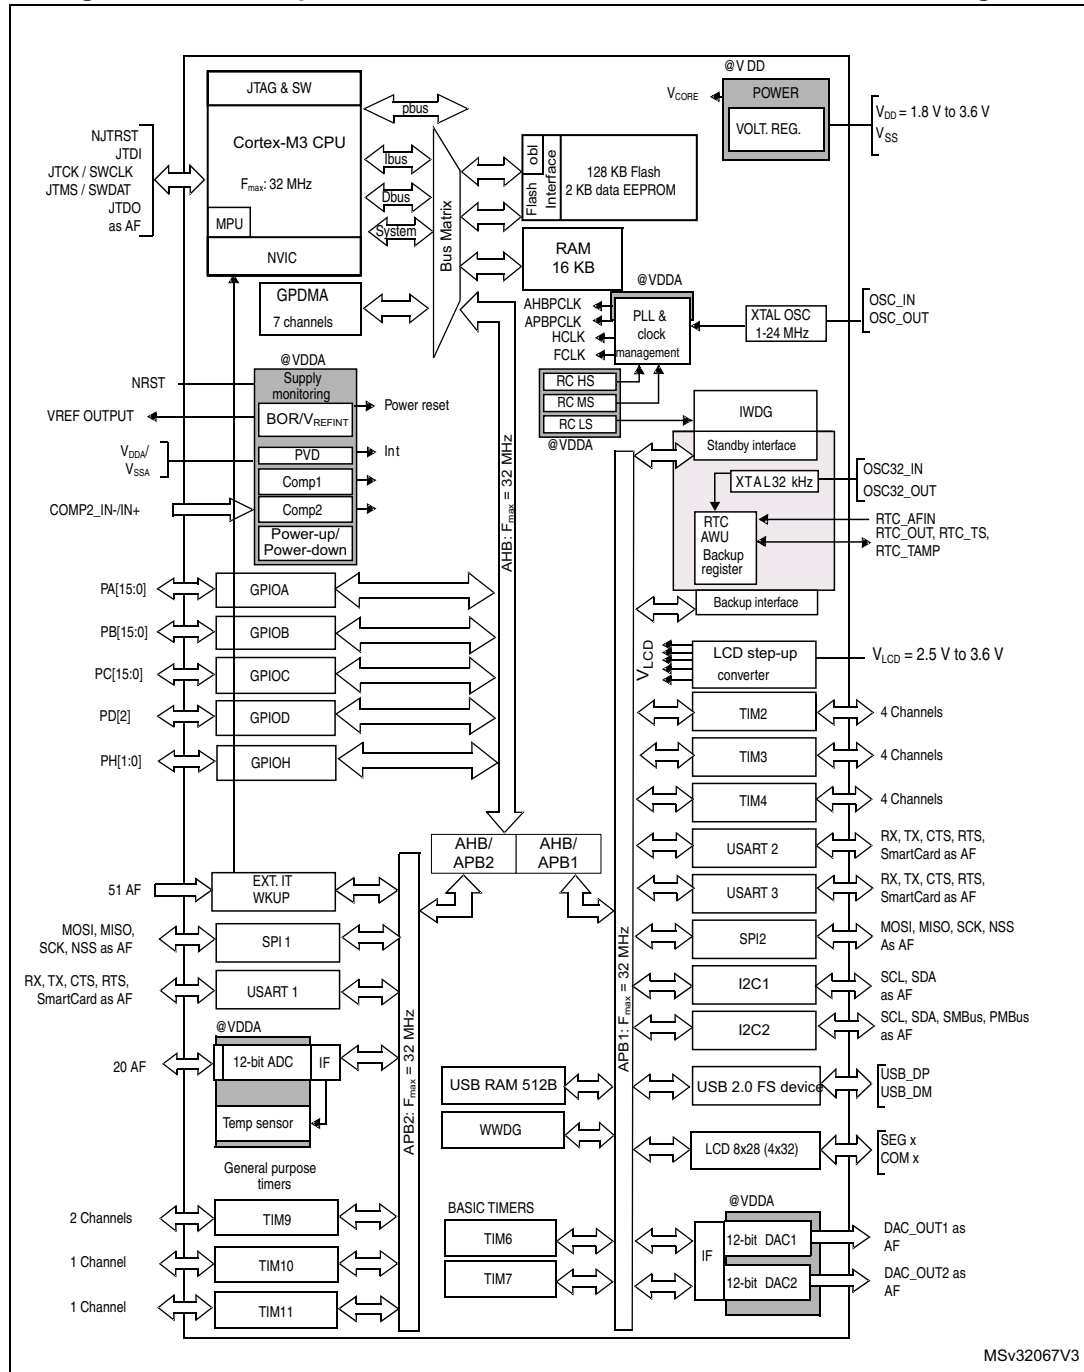 @V DD
JTAG & SW
VCORE
POWER
VOLT. REG.
VDD = 1.8 V to 3.6 V
VSS
pbus
NJTRST
JTDI
JTCK / SWCLK
JTMS / SWDAT
JTDO
as AF
Cortex-M3 CPU
Fmax: 32 MHz
MPU
NVIC
Ibus
Dbus
System
Bus Matrix
obl
Flash
Interface
128 KB Flash
2 KB data EEPROM
RAM
16 KB
GPDMA
7 channels
@VDDA
AHBPCLK
APBPCLK
HCLK
FCLK
PLL &
clock
management
XTAL OSC
1-24 MHz
OSC_IN
OSC_OUT
RC HS
RC MS
RC LS
@VDDA
@VDDA
Supply
monitoring
NRST
BOR/VREFINT
Power reset
VREF OUTPUT
PVD
Int
VDDA/
VSSA
Comp1
Comp2
COMP2_IN-/IN+
Power-up/
Power-down
AHB: Fmax = 32 MHz
IWDG
Standby interface
XTAL32 kHz
OSC32_IN
OSC32_OUT
RTC
AWU
Backup
register
RTC_AFIN
RTC_OUT, RTC_TS,
RTC_TAMP
Backup interface
PA[15:0]
GPIOA
PB[15:0]
GPIOB
PC[15:0]
GPIOC
PD[2]
GPIOD
PH[1:0]
GPIOH
VLCD
LCD step-up
converter
VLCD = 2.5 V to 3.6 V
TIM2
4 Channels
TIM3
4 Channels
TIM4
4 Channels
AHB/
APB2
AHB/
APB1
USART 2
RX, TX, CTS, RTS,
SmartCard as AF
USART 3
RX, TX, CTS, RTS,
SmartCard as AF
51 AF
EXT. IT
WKUP
MOSI, MISO,
SCK, NSS as AF
SPI 1
RX, TX, CTS, RTS,
SmartCard as AF
USART 1
SPI2
MOSI, MISO, SCK, NSS
As AF
I2C1
SCL, SDA
as AF
I2C2
SCL, SDA, SMBus, PMBus
as AF
APB2: Fmax = 32 MHz
APB1: Fmax = 32 MHz
@VDDA
20 AF
12-bit ADC
IF
Temp sensor
USB RAM 512B
USB 2.0 FS device
USB_DP
USB_DM
WWDG
LCD 8x28 (4x32)
SEG x
COM x
General purpose
timers
2 Channels
TIM9
1 Channel
TIM10
1 Channel
TIM11
BASIC TIMERS
TIM6
TIM7
@VDDA
IF
12-bit DAC1
12-bit DAC2
DAC_OUT1 as
AF
DAC_OUT2 as
AF
MSv32067V3